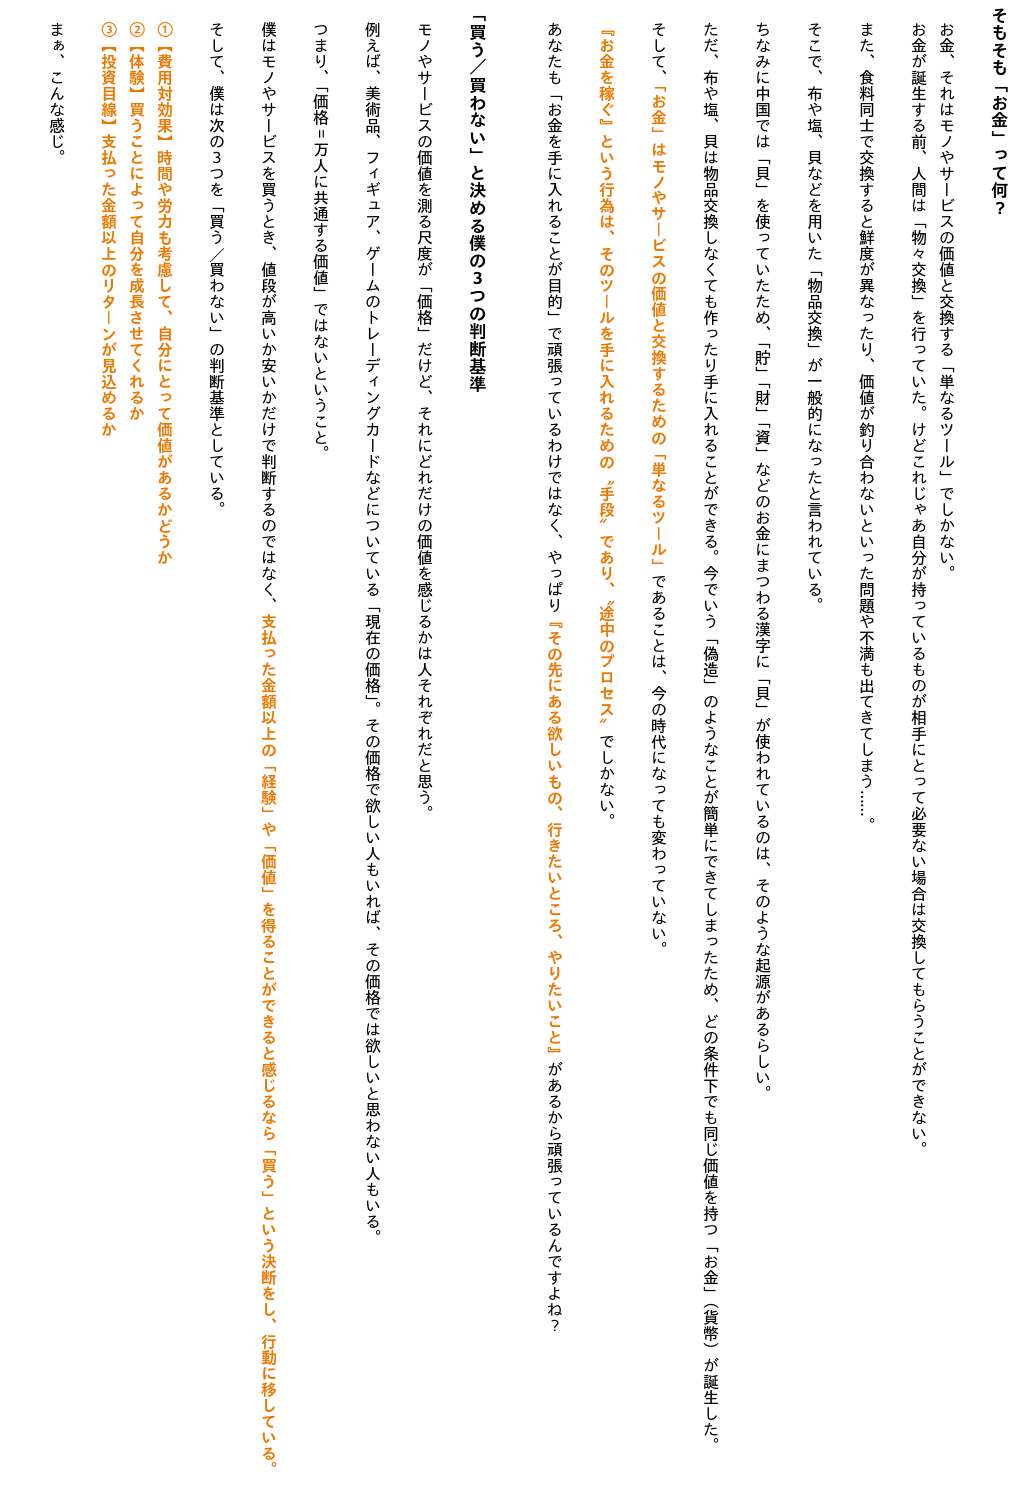 そもそも「お金」って何？
お金、それはモノやサービスの価値と交換する「単なるツール」でしかない。
お金が誕生する前、人間は「物々交換」を行っていた。けどこれじゃあ自分が持っているものが相手にとって必要ない場合は交換してもらうことができない。
また、食料同士で交換すると鮮度が異なったり、価値が釣り合わないといった問題や不満も出てきてしまう……。
そこで、布や塩、貝などを用いた「物品交換」が一般的になったと言われている。
ちなみに中国では「貝」を使っていたため、「貯」「財」「資」などのお金にまつわる漢字に「貝」が使われているのは、そのような起源があるらしい。
ただ、布や塩、貝は物品交換しなくても作ったり手に入れることができる。今でいう「偽造」のようなことが簡単にできてしまったため、どの条件下でも同じ価値を持つ「お金」（貨幣）が誕生した。
そして、「お金」はモノやサービスの価値と交換するための「単なるツール」であることは、今の時代になっても変わっていない。
『お金を稼ぐ』という行為は、そのツールを手に入れるための〝手段〟であり、〝途中のプロセス〟でしかない。
あなたも「お金を手に入れることが目的」で頑張っているわけではなく、やっぱり『その先にある欲しいもの、行きたいところ、やりたいこと』があるから頑張っているんですよね？
「買う／買わない」と決める僕の3つの判断基準
モノやサービスの価値を測る尺度が「価格」だけど、それにどれだけの価値を感じるかは人それぞれだと思う。
例えば、美術品、フィギュア、ゲームのトレーディングカードなどについている「現在の価格」。その価格で欲しい人もいれば、その価格では欲しいと思わない人もいる。
つまり、「価格＝万人に共通する価値」ではないということ。
僕はモノやサービスを買うとき、値段が高いか安いかだけで判断するのではなく、支払った金額以上の「経験」や「価値」を得ることができると感じるなら「買う」という決断をし、行動に移している。
そして、僕は次の3つを「買う／買わない」の判断基準としている。
①【費用対効果】時間や労力も考慮して、自分にとって価値があるかどうか
②【体験】買うことによって自分を成長させてくれるか
③【投資目線】支払った金額以上のリターンが見込めるか
まぁ、こんな感じ。